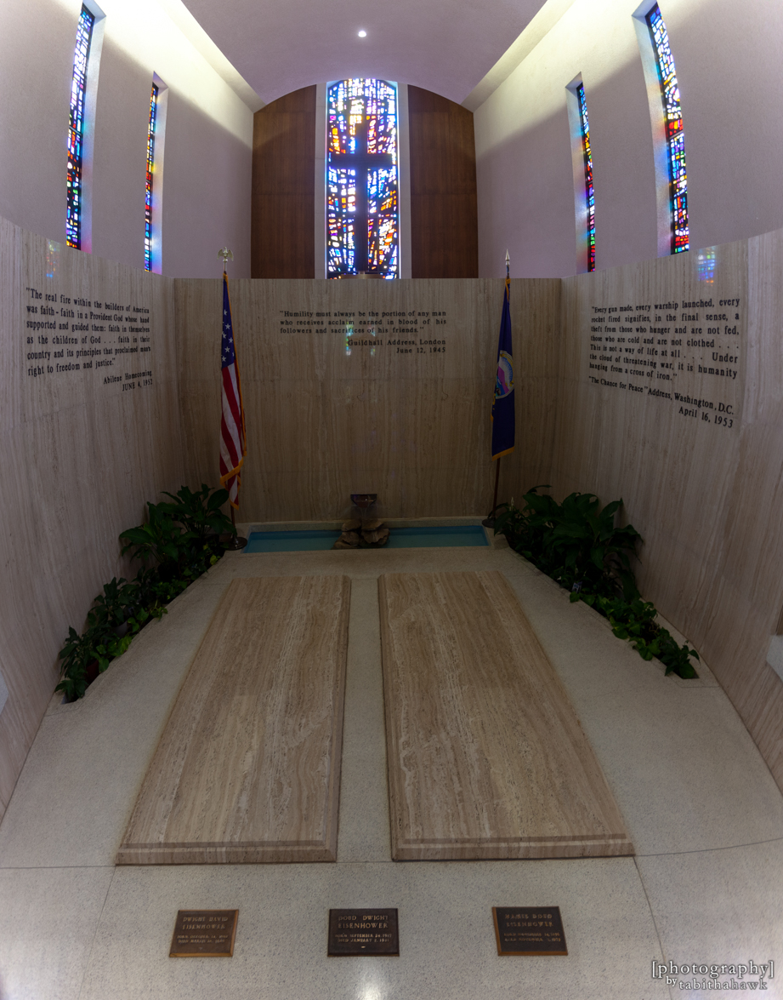 "The real fire within the builders of America
was faith - faith in a Provident God whose hand
supported and guided them: faith in themselves
as the children of God . . . . faith in their
country and its principles that proclaimed man's
right to freedom and justice."
Abilene Homecoming
JUNE 4, 1952
"Humility must always be the portion of any man
who receives acclaim earned in blood of his
followers and sacrifices of his friends."
Guildhall Address, London
June 12, 1945
"Every gun made, every warship launched, every
rocket fired signifies, in the final sense, a
theft from those who hunger and are not fed,
those who are cold and are not clothed . . . .
This is not a way of life at all . . . . Under
the cloud of threatening war, it is humanity
hanging from a cross of iron."
"The Chance for Peace" Address, Washington, D.C.
April 16, 1953
DWIGHT DAVID
EISENHOWER
DOUD DWIGHT
EISENHOWER
BORN SEPTEMBER 24, 1917
DIED JANUARY 2, 1921
MAMIE DOUD
EISENHOWER
[photography]
by tabithahawk